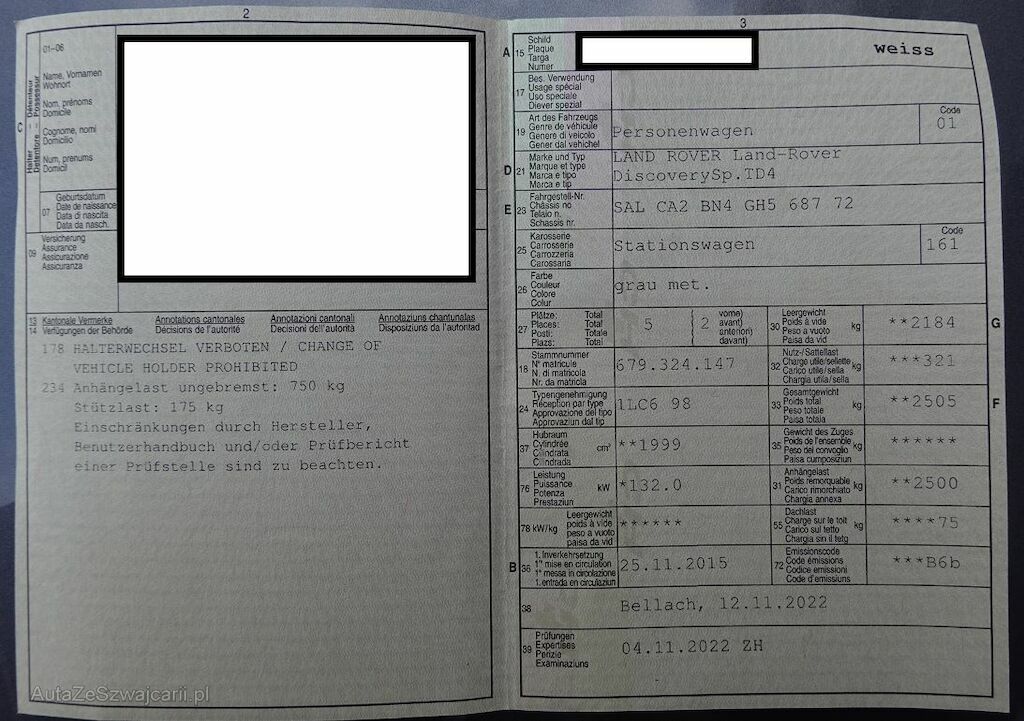 2
01–06
Name, Vornamen
Wohnort
Nom, prénoms
Domicile
Cognome, nomi
Domicilio
Num, prenums
Domicil
C
Halter – Détenteur
Detentore – Possessur
07
Geburtsdatum
Date de naissance
Data di nascita
Data da nasch.
09
Versicherung
Assurance
Assicurazione
Assicuranza
13 Kantonale Vermerke Annotations cantonales Annotazioni cantonali Annotaziuns chantunalas
14 Verfügungen der Behörde Décisions de l'autorité Decisioni dell'autorità Dispoziziuns da l'autoritad
178 HALTERWECHSEL VERBOTEN / CHANGE OF
VEHICLE HOLDER PROHIBITED
234 Anhängelast ungebremst: 750 kg
Stützlast: 175 kg
Einschränkungen durch Hersteller,
Benutzerhandbuch und/oder Prüfbericht
einer Prüfstelle sind zu beachten.
AutaZeSzwajcarii.pl
3
A 15
Schild
Plaque
Targa
Numer
weiss
17
Bes. Verwendung
Usage spécial
Uso speciale
Diever spezial
19
Art des Fahrzeugs
Genre de véhicule
Genere di veicolo
Gener dal vehichel
Personenwagen
Code
01
D 21
Marke und Typ
Marque et type
Marca e tipo
Marca e tip
LAND ROVER Land-Rover
DiscoverySp.TD4
E 23
Fahrgestell-Nr.
Châssis no
Telaio n.
Schassis nr.
SAL CA2 BN4 GH5 687 72
25
Karosserie
Carrosserie
Carrozzeria
Carossaria
Stationswagen
Code
161
26
Farbe
Couleur
Colore
Colur
grau met.
27
Plätze: Total
Places: Total
Posti: Totale
Plazs: Total
5
( 2
vorne)
avant)
anteriori)
davant)
30
Leergewicht
Poids à vide
Peso a vuoto
Paisa da vid
kg
**2184
G
18
Stammnummer
N° matricule
N. di matricola
Nr. da matricla
679.324.147
32
Nutz-/Sattellast
Charge utile/sellette
Carico utile/sella
Chargia utila/sella
kg
***321
24
Typengenehmigung
Réception par type
Approvazione del tipo
Approvaziun dal tip
1LC6 98
33
Gesamtgewicht
Poids total
Peso totale
Paisa totala
kg
**2505
F
37
Hubraum
Cylindrée
Cilindrata
Cilindrada
cm³
**1999
35
Gewicht des Zuges
Poids de l'ensemble
Peso del convoglio
Paisa cumposiziun
kg
******
76
Leistung
Puissance
Potenza
Prestaziun
kW
*132.0
31
Anhängelast
Poids remorquable
Carico rimorchiato
Chargia annexa
kg
**2500
78 kW/kg
Leergewicht
poids à vide
peso a vuoto
paisa da vid
******
55
Dachlast
Charge sur le toit
Carico sul tetto
Chargia sin il tetg
kg
****75
B 36
1. Inverkehrsetzung
1re mise en circulation
1a messa in circolazione
1. entrada en circulaziun
25.11.2015
72
Emissionscode
Code émissions
Codice emissioni
Code d'emissiuns
***B6b
38
Bellach, 12.11.2022
39
Prüfungen
Expertises
Perizie
Examinaziuns
04.11.2022 ZH